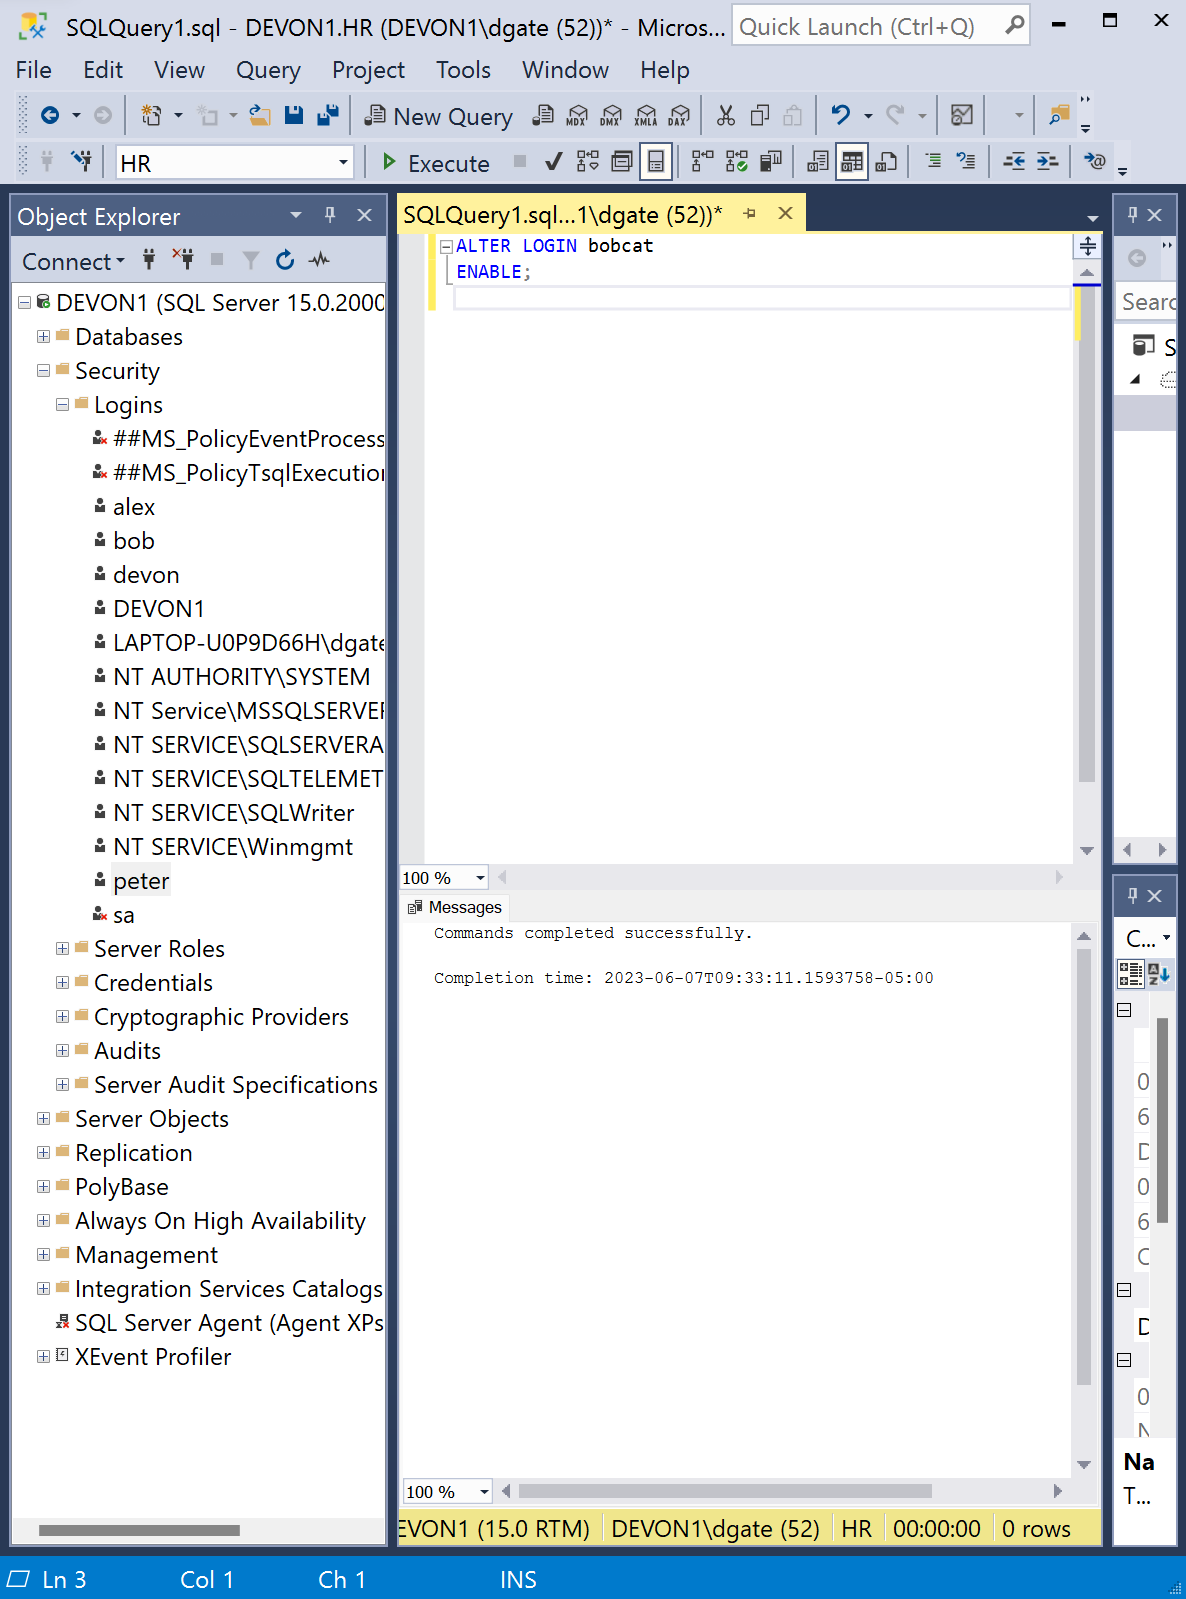 SQLQuery1.sql - DEVON1.HR (DEVON1\dgate (52))* - Micros...
Quick Launch (Ctrl+Q)
File Edit View Query Project Tools Window Help
New Query MDX DMX XMLA DAX
HR Execute
Object Explorer
Connect
DEVON1 (SQL Server 15.0.2000
Databases
Security
Logins
##MS_PolicyEventProcess
##MS_PolicyTsqlExecution
alex
bob
devon
DEVON1
LAPTOP-U0P9D66H\dgate
NT AUTHORITY\SYSTEM
NT Service\MSSQLSERVER
NT SERVICE\SQLSERVERA
NT SERVICE\SQLTELEMET
NT SERVICE\SQLWriter
NT SERVICE\Winmgmt
peter
sa
Server Roles
Credentials
Cryptographic Providers
Audits
Server Audit Specifications
Server Objects
Replication
PolyBase
Always On High Availability
Management
Integration Services Catalogs
SQL Server Agent (Agent XPs
XEvent Profiler
SQLQuery1.sql...1\dgate (52))*
ALTER LOGIN bobcat
ENABLE;
100 %
Messages
Commands completed successfully.
Completion time: 2023-06-07T09:33:11.1593758-05:00
100 %
EVON1 (15.0 RTM) DEVON1\dgate (52) HR 00:00:00 0 rows
Searc
S
C...
0
6
D
0
6
C
D
0
N
Na
T...
Ln 3 Col 1 Ch 1 INS